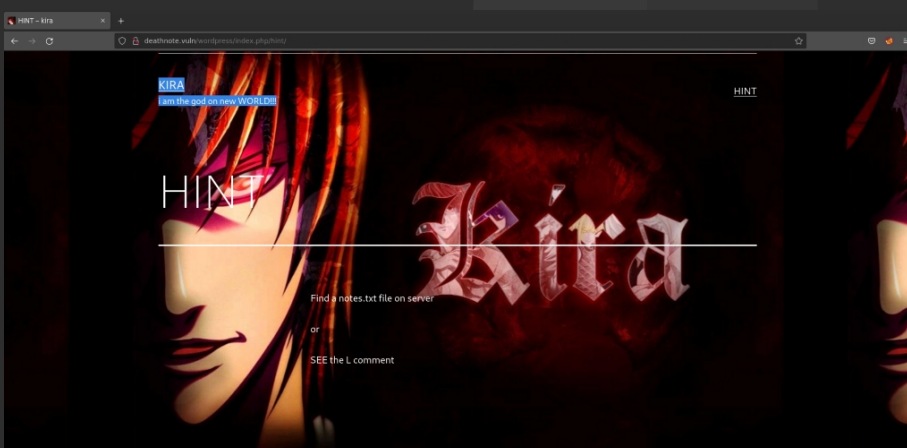 HINT – kira
deathnote.vuln/wordpress/index.php/hint/
KIRA
i am the god on new WORLD!!!
HINT
HINT
Kira
Find a notes.txt file on server
or
SEE the L comment